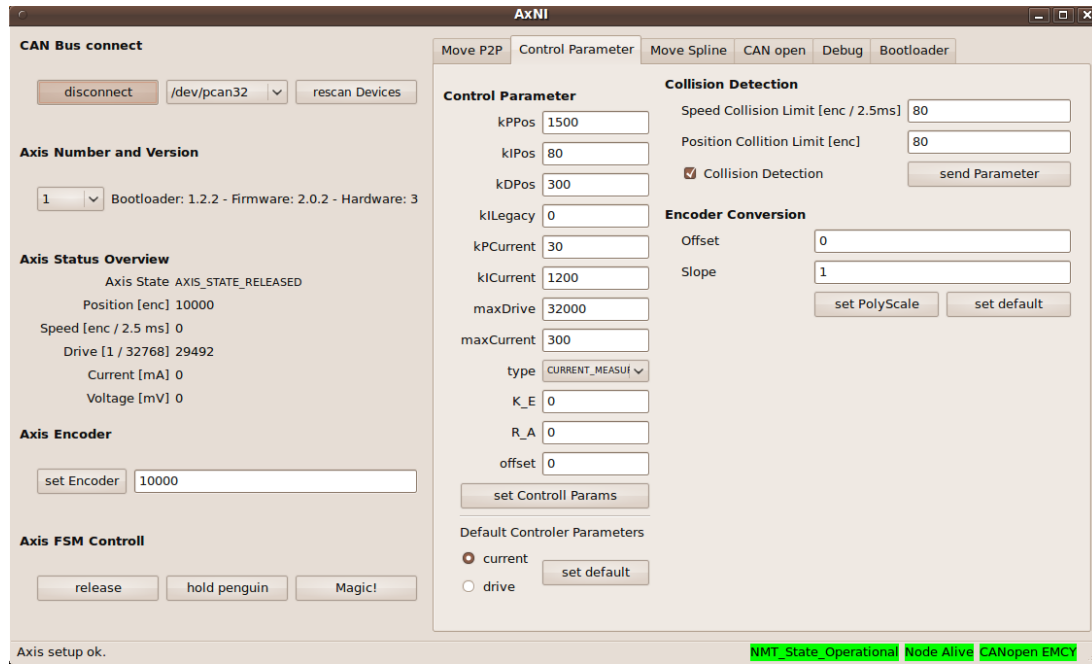 AxNI
CAN Bus connect
disconnect /dev/pcan32 rescan Devices
Axis Number and Version
1 Bootloader: 1.2.2 - Firmware: 2.0.2 - Hardware: 3
Axis Status Overview
Axis State AXIS_STATE_RELEASED
Position [enc] 10000
Speed [enc / 2.5 ms] 0
Drive [1 / 32768] 29492
Current [mA] 0
Voltage [mV] 0
Axis Encoder
set Encoder 10000
Axis FSM Controll
release hold penguin Magic!
Move P2P Control Parameter Move Spline CAN open Debug Bootloader
Control Parameter
kPPos 1500
kIPos 80
kDPos 300
kILegacy 0
kPCurrent 30
kICurrent 1200
maxDrive 32000
maxCurrent 300
type CURRENT_MEASUI
K_E 0
R_A 0
offset 0
set Controll Params
Default Controler Parameters
current
drive
set default
Collision Detection
Speed Collision Limit [enc / 2.5ms] 80
Position Collition Limit [enc] 80
Collision Detection send Parameter
Encoder Conversion
Offset 0
Slope 1
set PolyScale set default
Axis setup ok.
NMT_State_Operational Node Alive CANopen EMCY